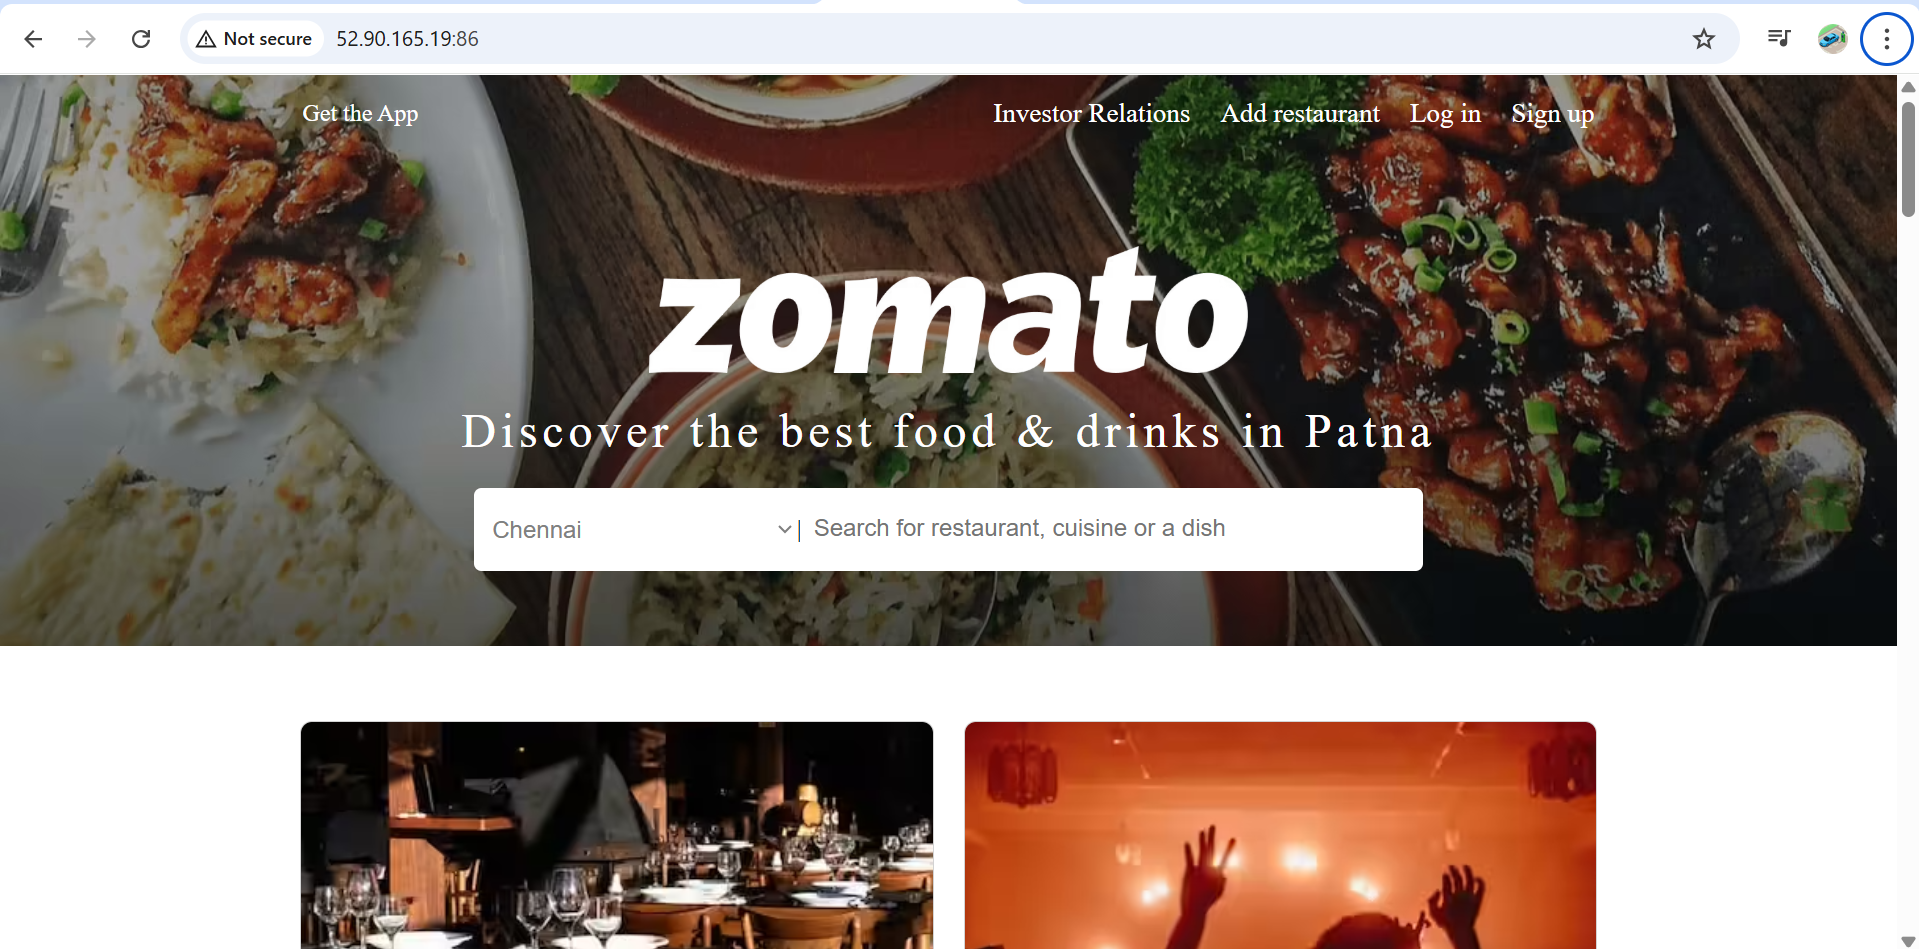 Not secure 52.90.165.19:86
Get the App Investor Relations Add restaurant Log in Sign up
zomato
Discover the best food & drinks in Patna
Chennai | Search for restaurant, cuisine or a dish